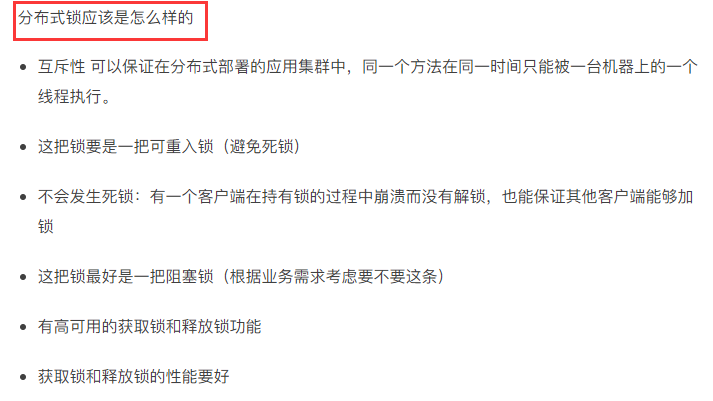 分布式锁应该是怎么样的
互斥性 可以保证在分布式部署的应用集群中，同一个方法在同一时间只能被一台机器上的一个
线程执行。
这把锁要是一把可重入锁（避免死锁）
不会发生死锁：有一个客户端在持有锁的过程中崩溃而没有解锁，也能保证其他客户端能够加
锁
这把锁最好是一把阻塞锁（根据业务需求考虑要不要这条）
有高可用的获取锁和释放锁功能
获取锁和释放锁的性能要好